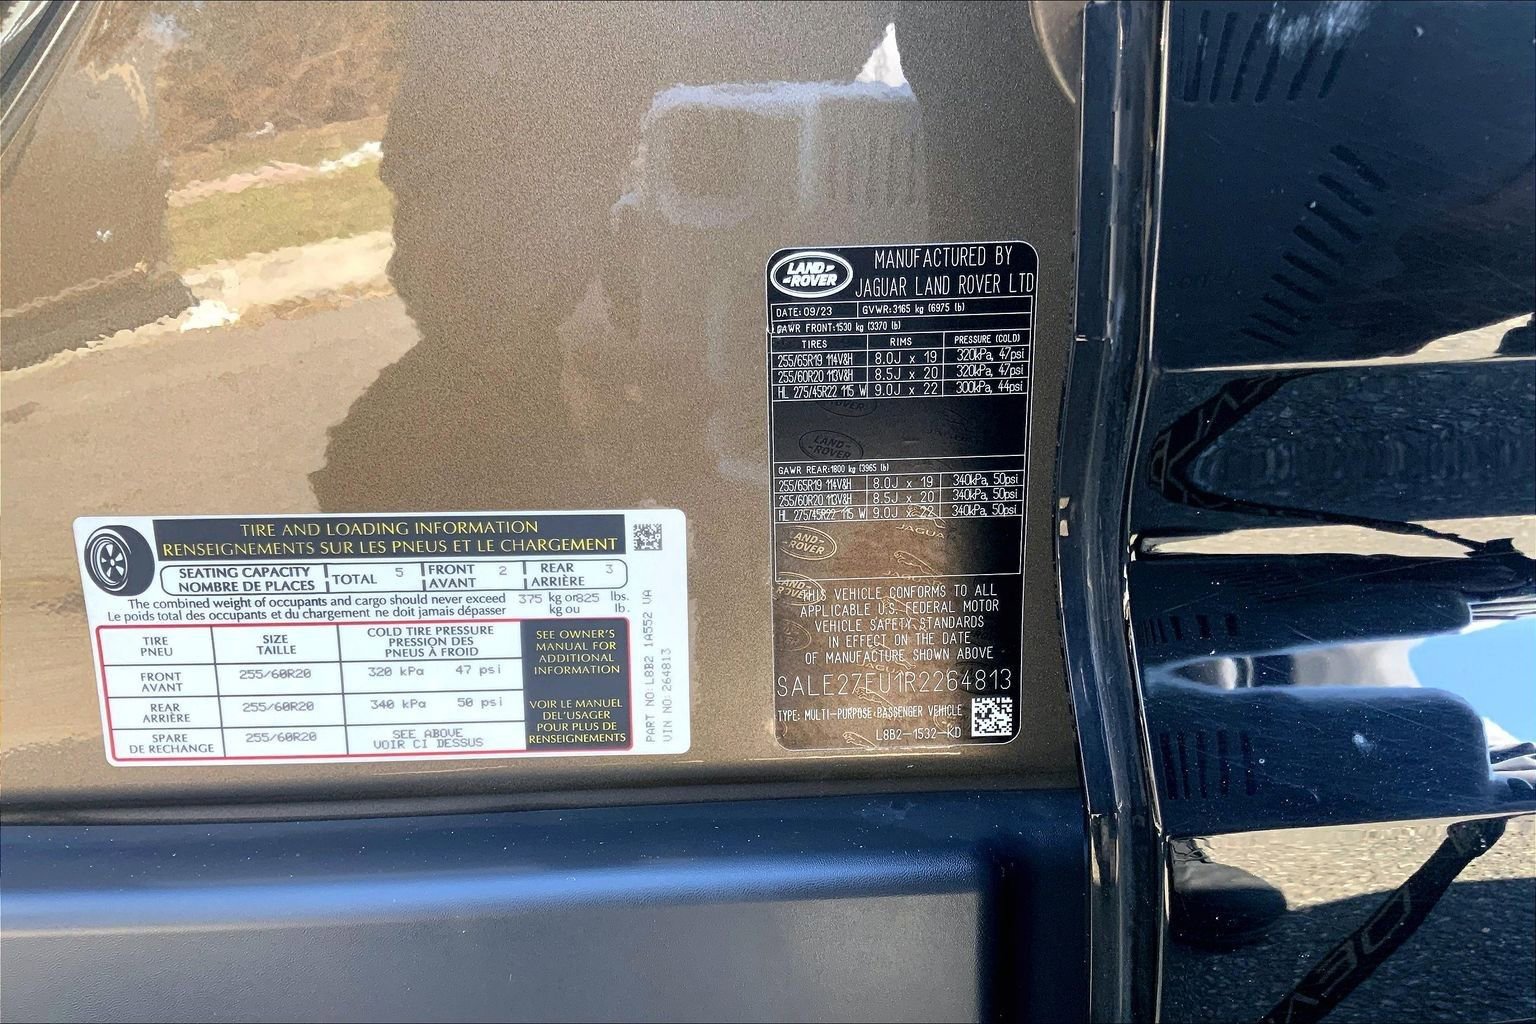 LAND ROVER
MANUFACTURED BY
JAGUAR LAND ROVER LTD
DATE: 09/23 GVWR: 3165 kg (6975 lb)
GAWR FRONT: 1530 kg (3370 lb)
TIRES RIMS PRESSURE (COLD)
255/65R19 114V&H 8.0J x 19 320kPa, 47psi
255/60R20 113V&H 8.5J x 20 320kPa, 47psi
HL 275/45R22 115 W 9.0J x 22 300kPa, 44psi
GAWR REAR: 1800 kg (3965 lb)
255/65R19 114V&H 8.0J x 19 340kPa, 50psi
255/60R20 113V&H 8.5J x 20 340kPa, 50psi
HL 275/45R22 115 W 9.0J x 22 340kPa, 50psi
THIS VEHICLE CONFORMS TO ALL
APPLICABLE U.S. FEDERAL MOTOR
VEHICLE SAFETY STANDARDS
IN EFFECT ON THE DATE
OF MANUFACTURE SHOWN ABOVE
SALE27EU1R2264813
TYPE: MULTI-PURPOSE PASSENGER VEHICLE
L8B2-1532-KD
TIRE AND LOADING INFORMATION
RENSEIGNEMENTS SUR LES PNEUS ET LE CHARGEMENT
SEATING CAPACITY
NOMBRE DE PLACES
TOTAL 5
FRONT 2
AVANT
REAR 3
ARRIÈRE
The combined weight of occupants and cargo should never exceed 375 kg or 825 lbs.
Le poids total des occupants et du chargement ne doit jamais dépasser kg ou lb.
TIRE
PNEU
SIZE
TAILLE
COLD TIRE PRESSURE
PRESSION DES
PNEUS À FROID
FRONT
AVANT
255/60R20 320 kPa 47 psi
REAR
ARRIÈRE
255/60R20 340 kPa 50 psi
SPARE
DE RECHANGE
255/60R20
SEE ABOVE
VOIR CI DESSUS
SEE OWNER'S
MANUAL FOR
ADDITIONAL
INFORMATION
VOIR LE MANUEL
DEL'USAGER
POUR PLUS DE
RENSEIGNEMENTS
PART NO: L8B2 1A552 VA
VIN NO: 264813